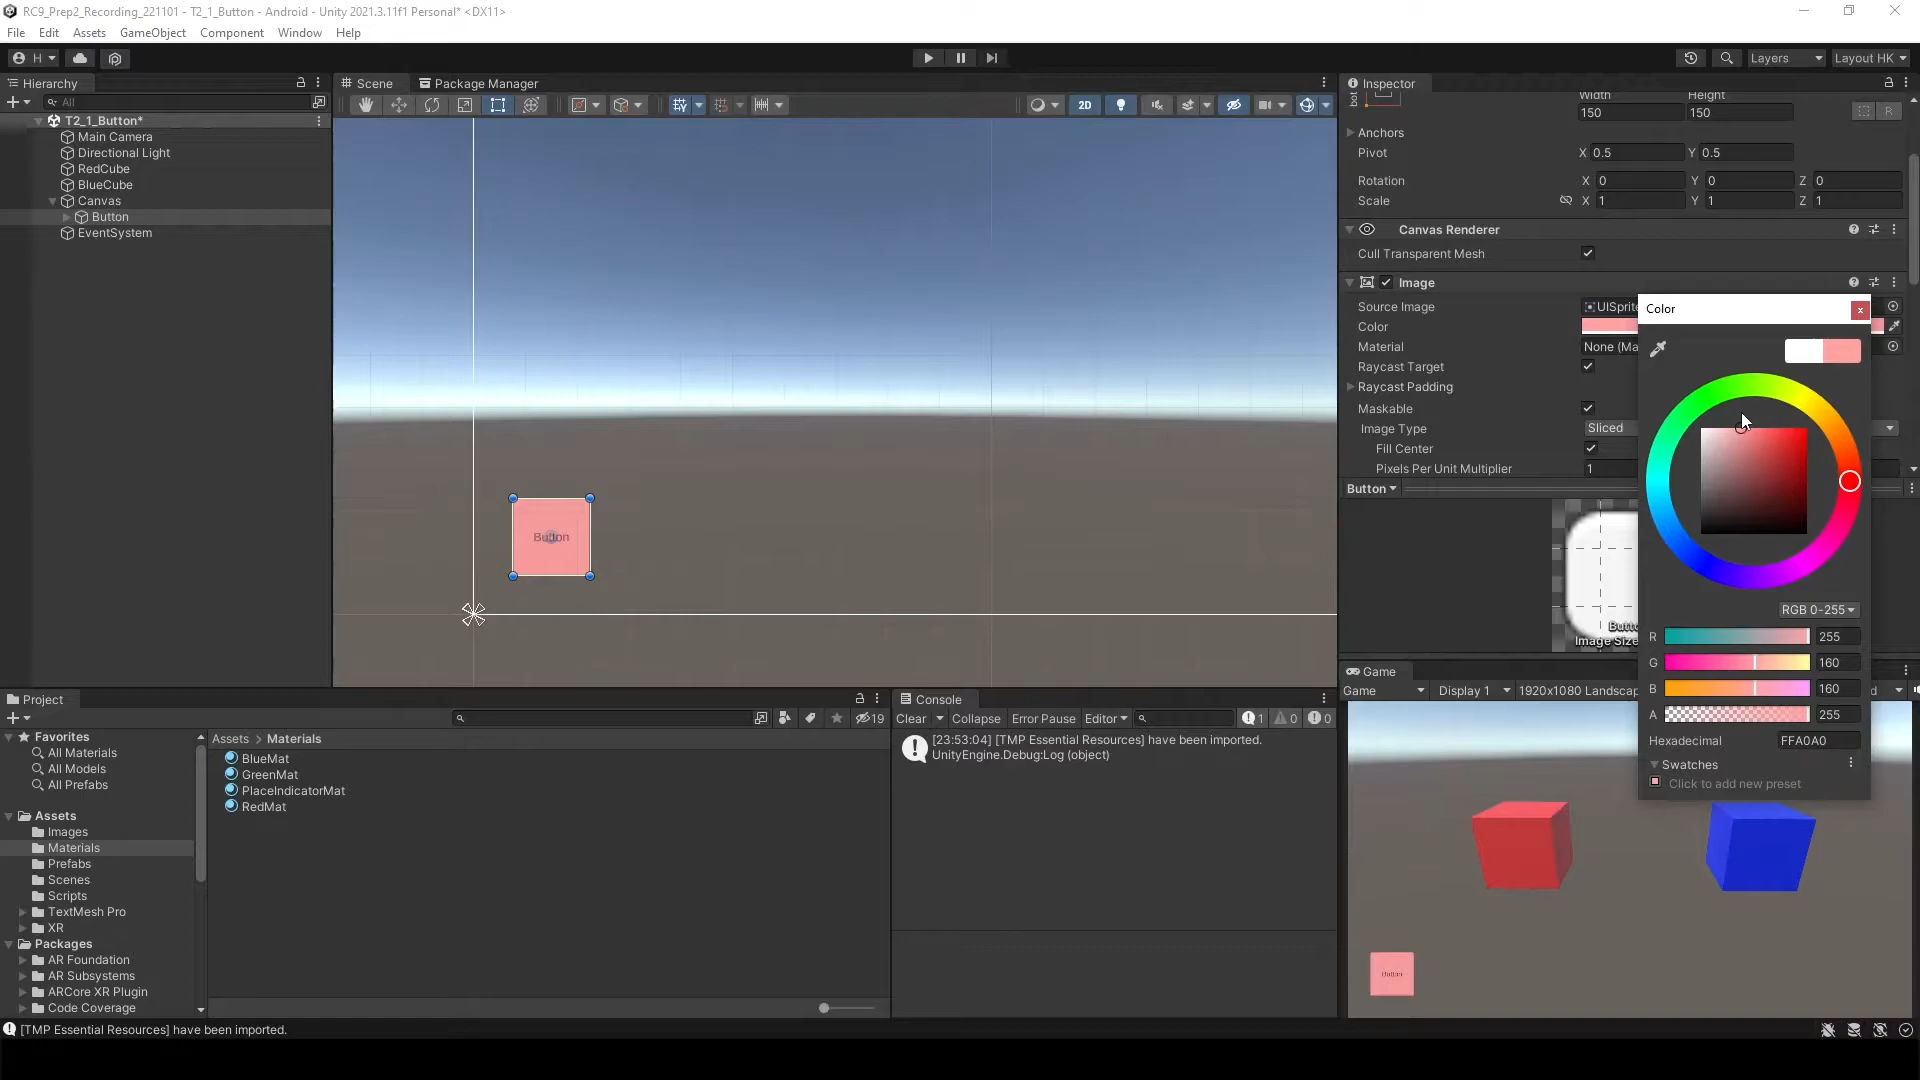 RC9_Prep2_Recording_221101 - T2_1_Button - Android - Unity 2021.3.11f1 Personal* <DX11>
File Edit Assets GameObject Component Window Help
H
Layers Layout HK
Hierarchy
All
T2_1_Button*
Main Camera
Directional Light
RedCube
BlueCube
Canvas
Button
EventSystem
Scene Package Manager
2D
Inspector
Width Height
150 150
Anchors
Pivot X 0.5 Y 0.5
Rotation X 0 Y 0 Z 0
Scale X 1 Y 1 Z 1
Canvas Renderer
Cull Transparent Mesh
Image
Source Image UISprite
Color
Material None (Ma
Raycast Target
Raycast Padding
Maskable
Image Type Sliced
Fill Center
Pixels Per Unit Multiplier 1
Button
Butto
Image Size
Color
RGB 0-255
R 255
G 160
B 160
A 255
Hexadecimal FFA0A0
Swatches
Click to add new preset
Button
Game
Game Display 1 1920x1080 Landscap
Button
Project
19
Favorites
All Materials
All Models
All Prefabs
Assets
Images
Materials
Prefabs
Scenes
Scripts
TextMesh Pro
XR
Packages
AR Foundation
AR Subsystems
ARCore XR Plugin
Code Coverage
Assets > Materials
BlueMat
GreenMat
PlaceIndicatorMat
RedMat
Console
Clear Collapse Error Pause Editor 1 0 0
[23:53:04] [TMP Essential Resources] have been imported.
UnityEngine.Debug:Log (object)
[TMP Essential Resources] have been imported.